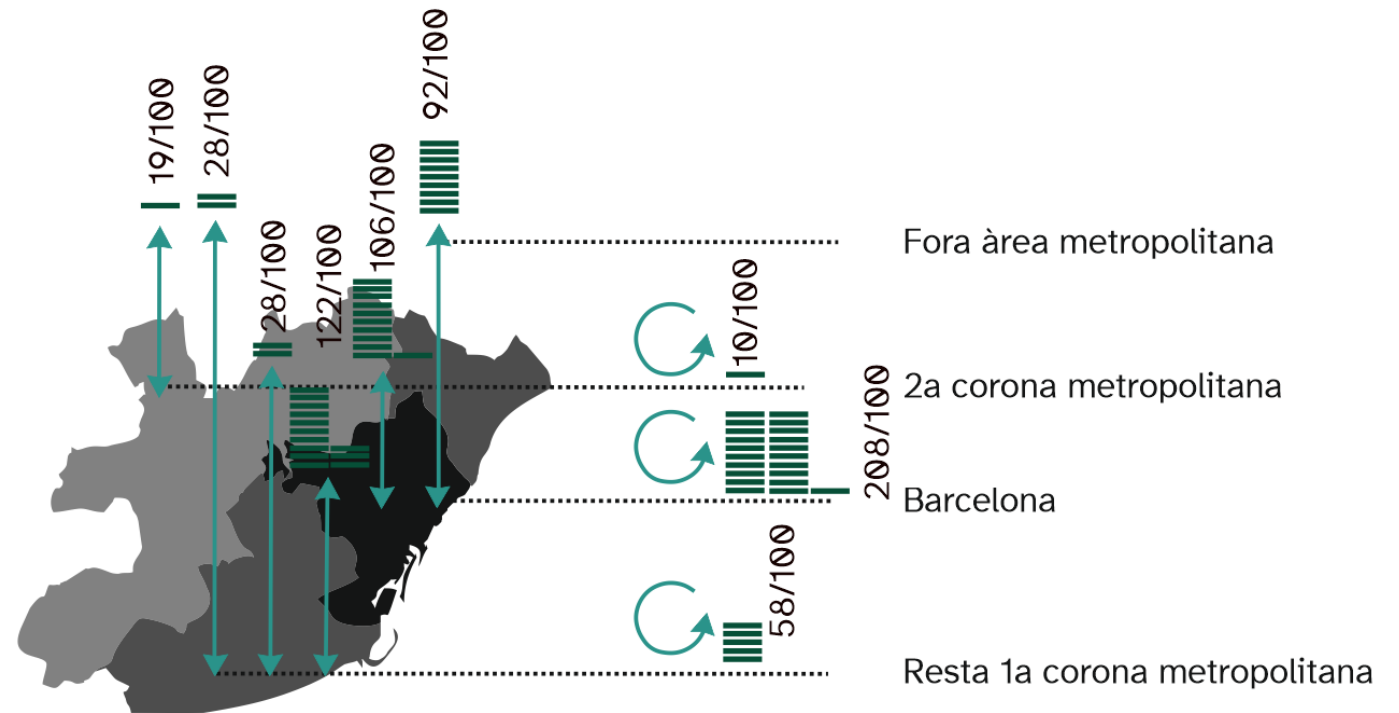 19/100
28/100
28/100
122/100
106/100
92/100
Fora àrea metropolitana
10/100
2a corona metropolitana
208/100
Barcelona
58/100
Resta 1a corona metropolitana